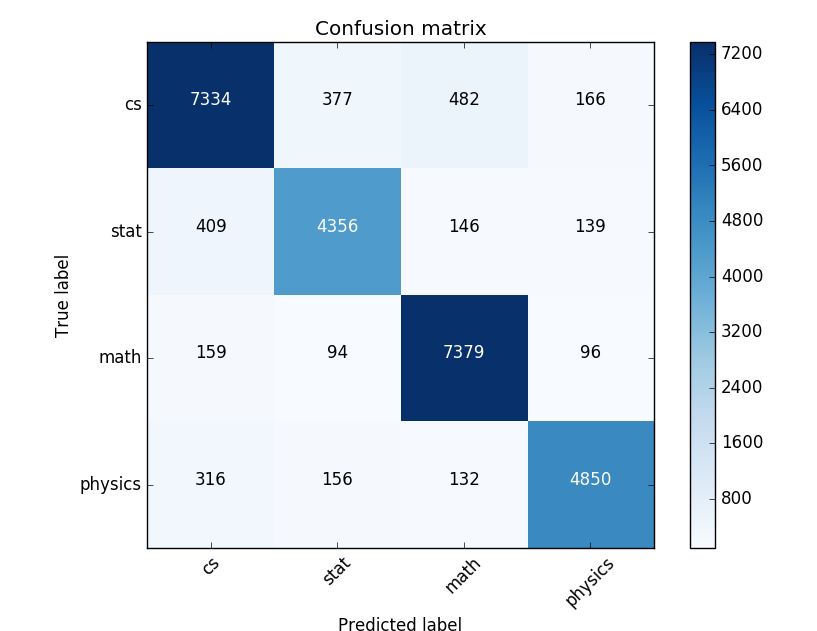 Confusion matrix
cs 7334 377 482 166
stat 409 4356 146 139
math 159 94 7379 96
physics 316 156 132 4850
cs stat math physics
True label
Predicted label
7200
6400
5600
4800
4000
3200
2400
1600
800